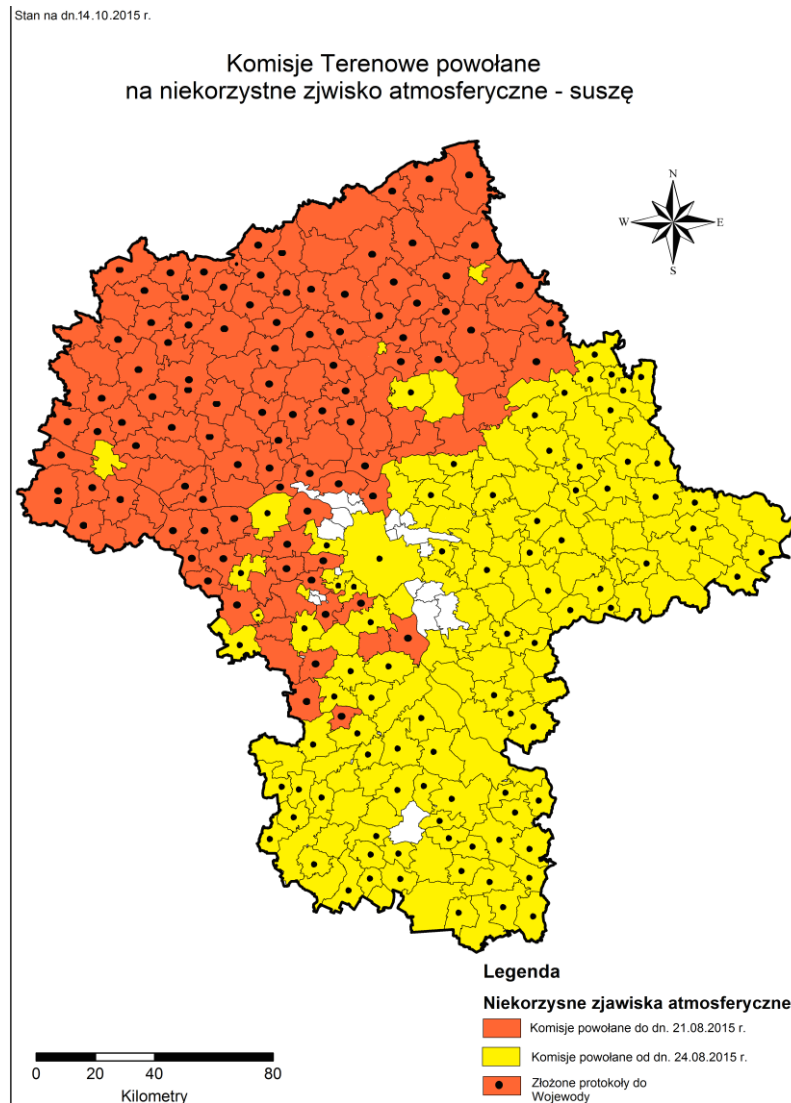 Stan na dn.14.10.2015 r.
Komisje Terenowe powołane
na niekorzystne zjwisko atmosferyczne - suszę
N
W E
S
Legenda
Niekorzysne zjawiska atmosferyczne
Komisje powołane do dn. 21.08.2015 r.
Komisje powołane od dn. 24.08.2015 r.
Złożone protokoły do
Wojewody
0 20 40 80
Kilometry